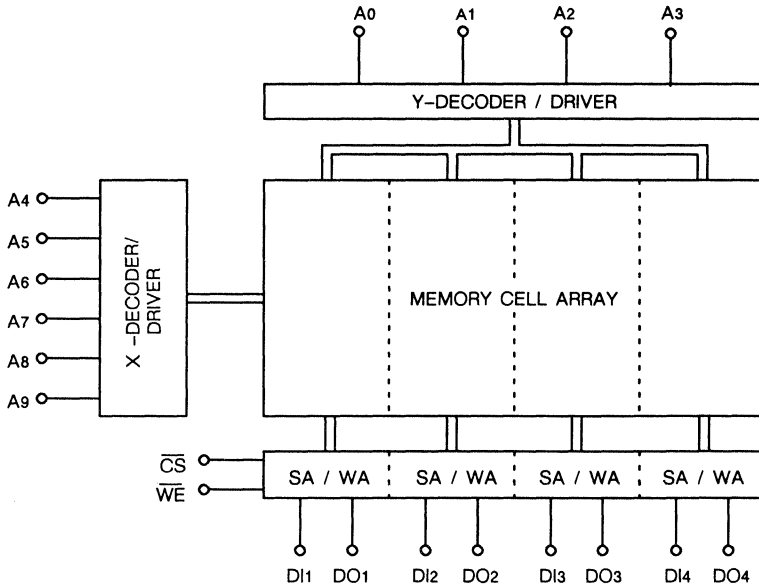 A0 A1 A2 A3
Y-DECODER / DRIVER
A4
A5
A6
A7
A8
A9
X -DECODER/
DRIVER
MEMORY CELL ARRAY
CS
WE
SA / WA SA / WA SA / WA SA / WA
DI1 DO1 DI2 DO2 DI3 DO3 DI4 DO4